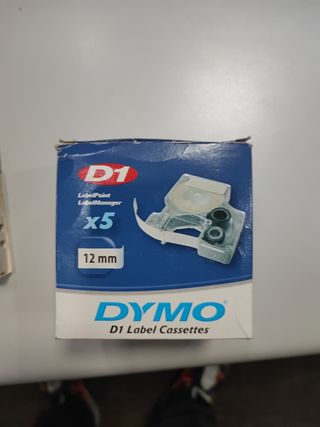 D1
LabelPoint
LabelManager
x5
12 mm
DYMO
D1 Label Cassettes